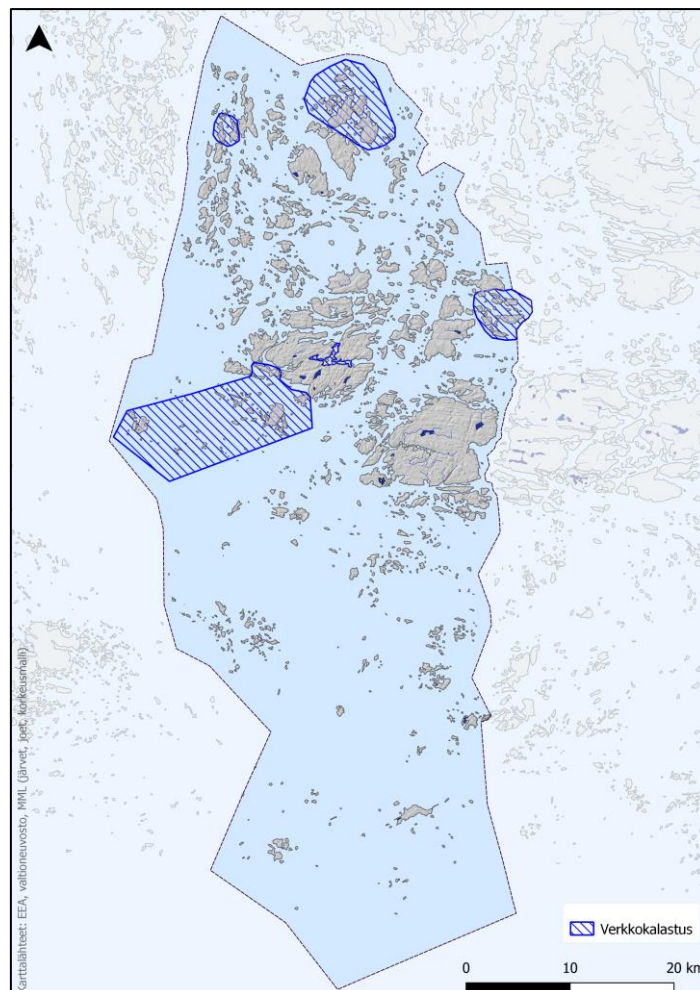 Karttalähteet: EEA, valtioneuvosto, MML (järvet, joet, korkeusmalli)
Verkkokalastus
0 10 20 km